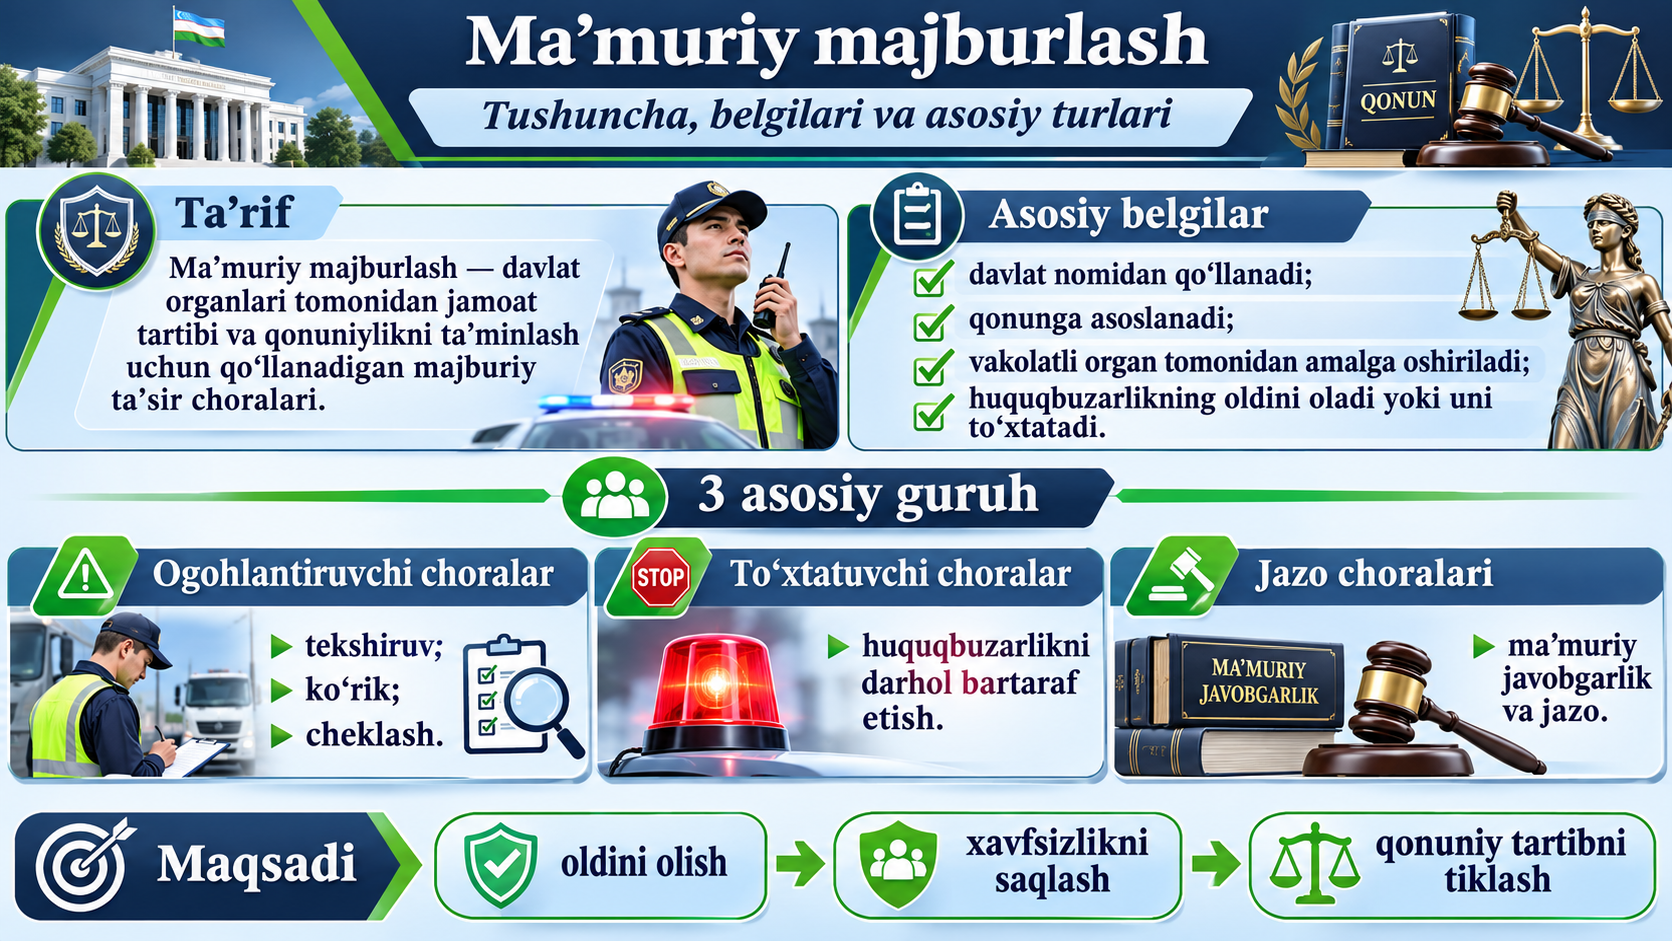 Ma’muriy majburlash
Tushuncha, belgilari va asosiy turlari
QONUN
Ta’rif
Ma’muriy majburlash — davlat
organlari tomonidan jamoat
tartibi va qonuniylikni ta’minlash
uchun qo‘llanadigan majburiy
ta’sir choralari.
Asosiy belgilar
davlat nomidan qo‘llanadi;
qonunga asoslanadi;
vakolatli organ tomonidan amalga oshiriladi;
huquqbuzarlikning oldini oladi yoki uni
to‘xtatadi.
3 asosiy guruh
Ogohlantiruvchi choralar
tekshiruv;
ko‘rik;
cheklash.
STOP
To‘xtatuvchi choralar
huquqbuzarlikni
darhol bartaraf
etish.
Jazo choralari
MA’MURIY
JAVOBGARLIK
ma’muriy
javobgarlik
va jazo.
Maqsadi
oldini olish
xavfsizlikni
saqlash
qonuniy tartibni
tiklash